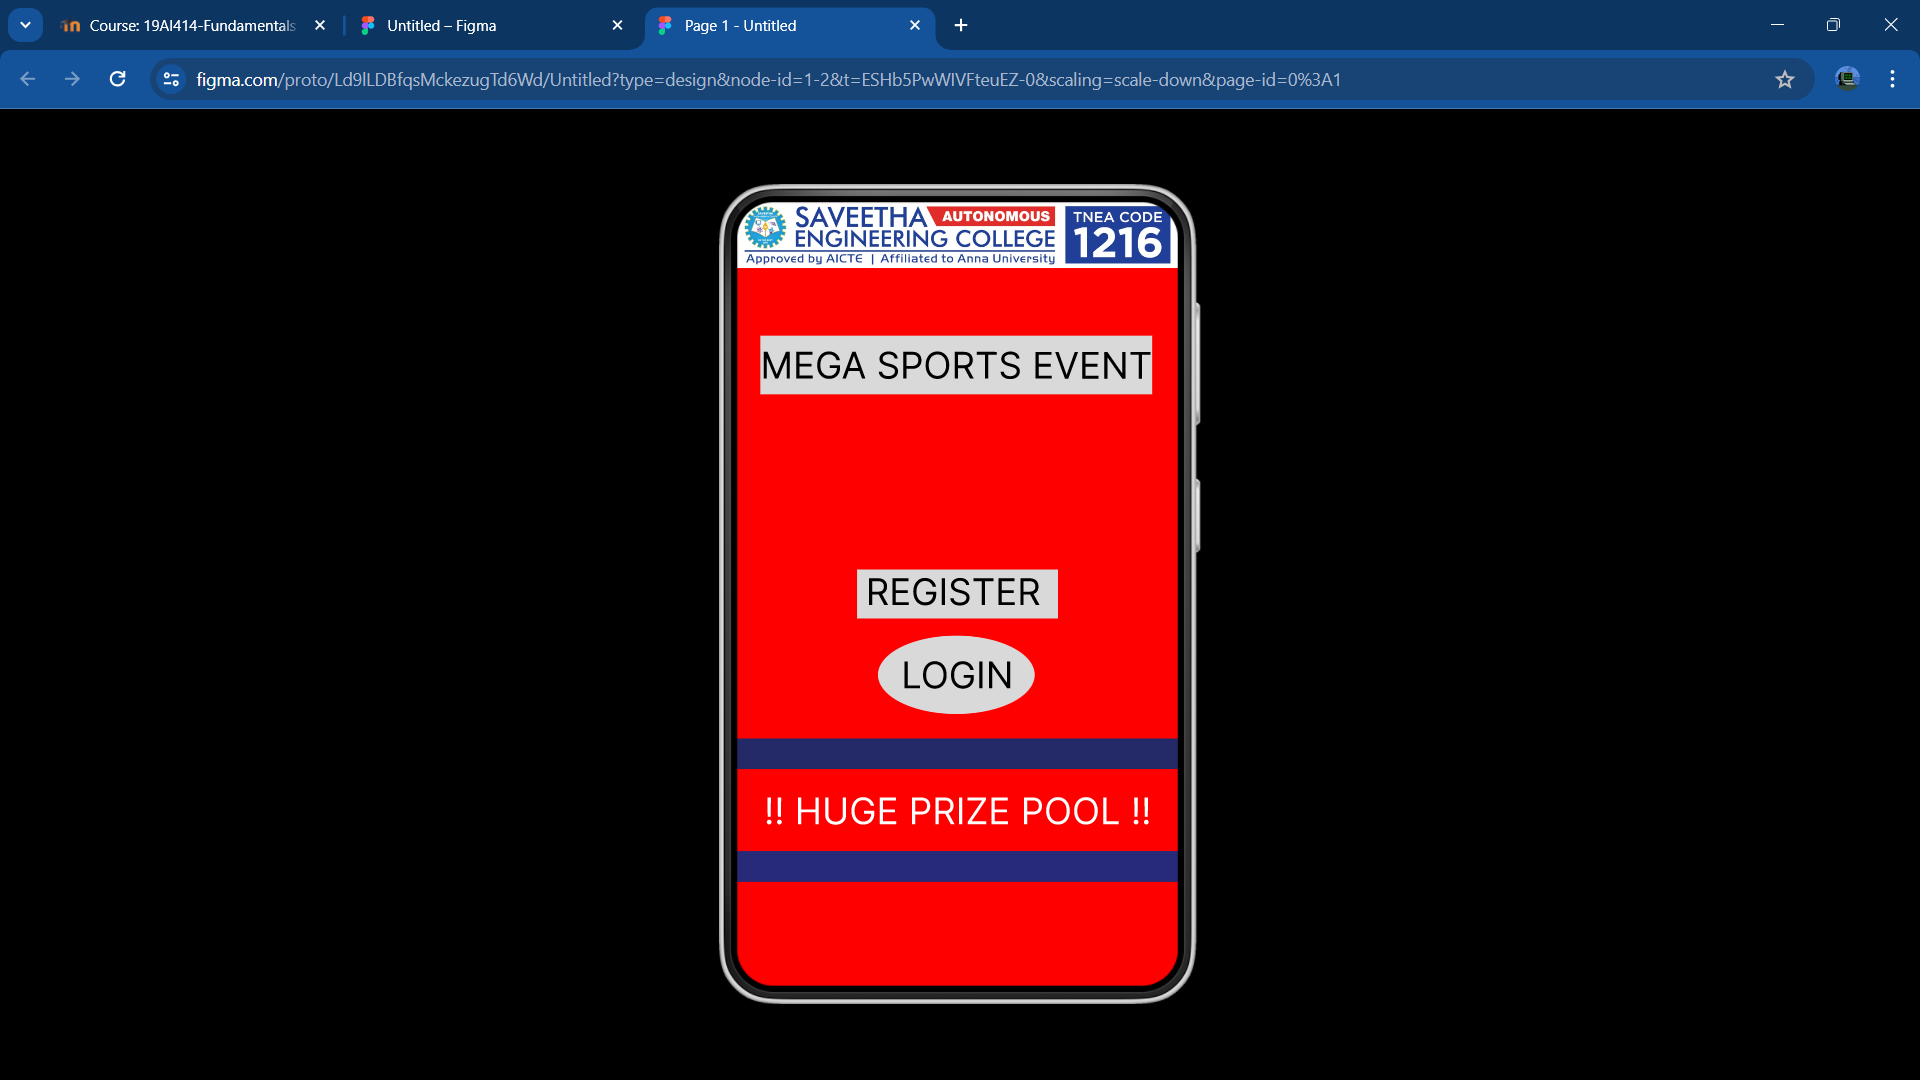 Course: 19AI414-Fundamentals
Untitled – Figma
Page 1 - Untitled
figma.com/proto/Ld9lLDBfqsMckezugTd6Wd/Untitled?type=design&node-id=1-2&t=ESHb5PwWlVFteuEZ-0&scaling=scale-down&page-id=0%3A1
SAVEETHA AUTONOMOUS
ENGINEERING COLLEGE
Approved by AICTE | Affiliated to Anna University
TNEA CODE
1216
MEGA SPORTS EVENT
REGISTER
LOGIN
!! HUGE PRIZE POOL !!